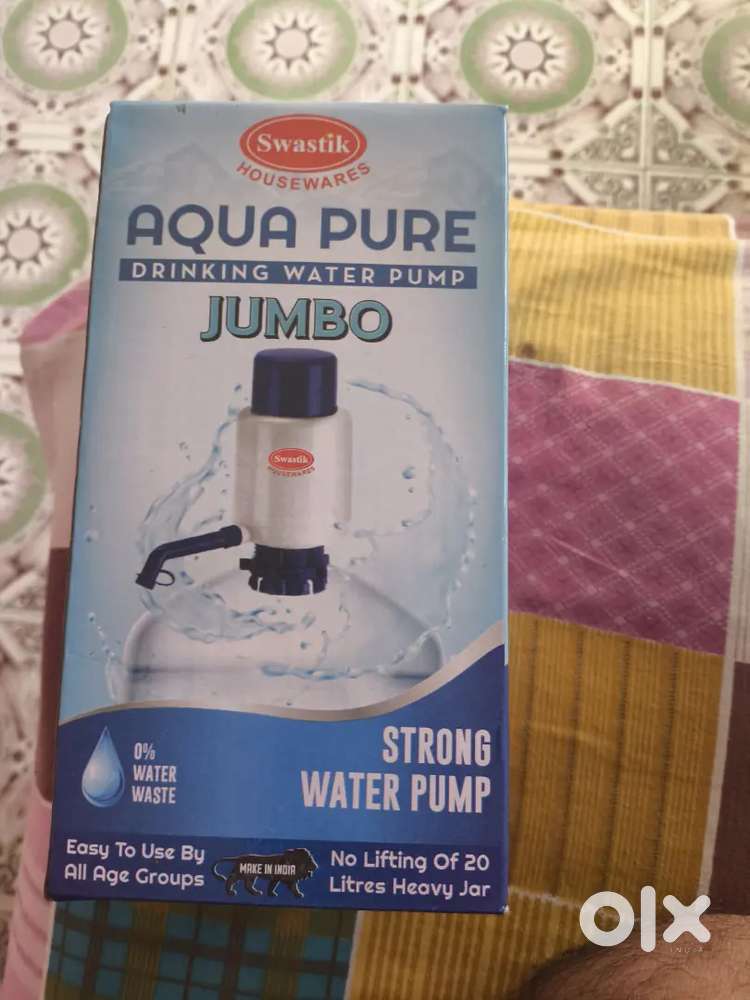 Swastik
HOUSEWARES
AQUA PURE
DRINKING WATER PUMP
JUMBO
Swastik
HOUSEWARES
0%
WATER
WASTE
STRONG
WATER PUMP
Easy To Use By
All Age Groups
MAKE IN INDIA
No Lifting Of 20
Litres Heavy Jar
olx
INDIA